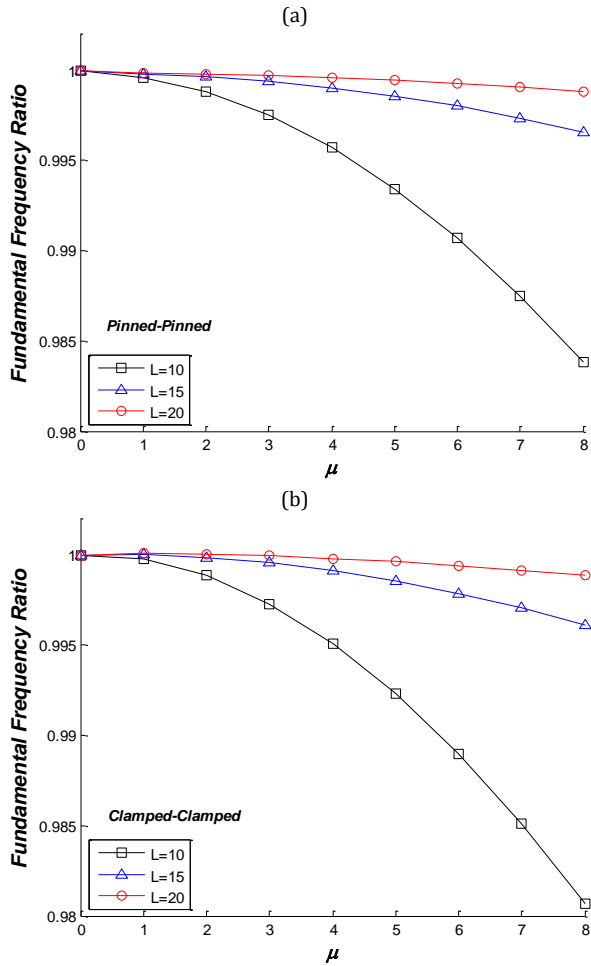 (a)
1
0.995
0.99
0.985
0.98
Fundamental Frequency Ratio
Pinned-Pinned
L=10
L=15
L=20
0 1 2 3 4 5 6 7 8
μ
(b)
1
0.995
0.99
0.985
0.98
Fundamental Frequency Ratio
Clamped-Clamped
L=10
L=15
L=20
0 1 2 3 4 5 6 7 8
μ